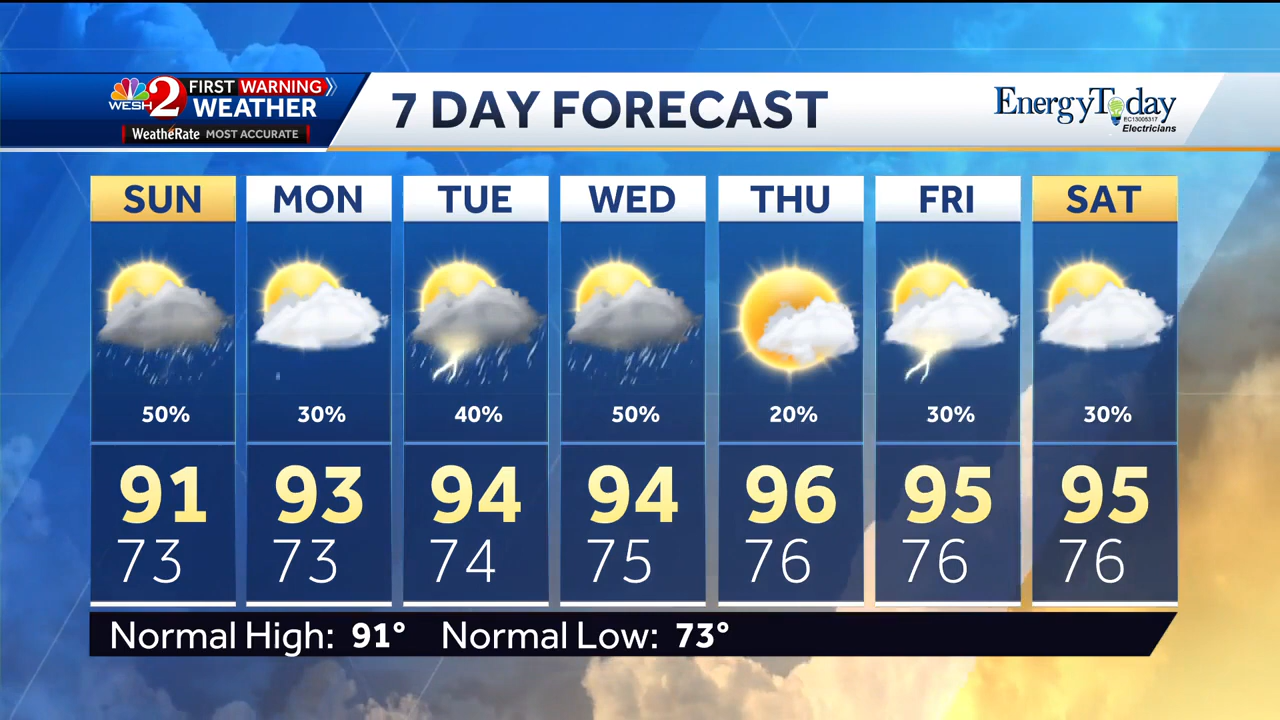 WESH 2 FIRST WARNING
WEATHER
WeatheRate MOST ACCURATE
7 DAY FORECAST
EnergyToday
EC13005317
Electricians
SUN MON TUE WED THU FRI SAT
50% 30% 40% 50% 20% 30% 30%
91 93 94 94 96 95 95
73 73 74 75 76 76 76
Normal High: 91° Normal Low: 73°